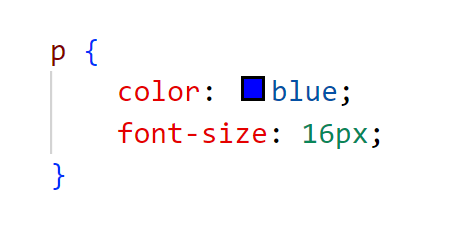 p {
color: blue;
font-size: 16px;
}